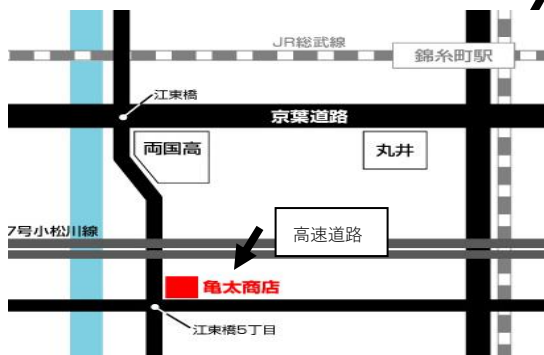 JR総武線
錦糸町駅
江東橋
京葉道路
両国高
丸井
7号小松川線
高速道路
亀太商店
江東橋5丁目